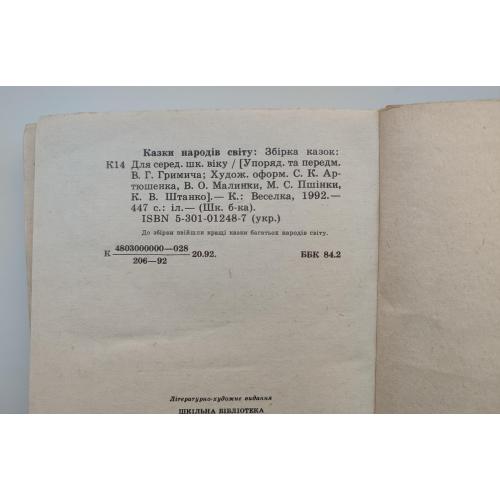 Казки народів світу: Збірка казок:
К14 Для серед. шк. віку / [Упоряд. та передм.
В. Г. Гримича; Худож. оформ. С. К. Ар-
тюшенка, В. О. Малинки, М. С. Пшінки,
К. В. Штанко].— К.: Веселка, 1992.—
447 с.: іл.— (Шк. б-ка).
ISBN 5-301-01248-7 (укр.)
До збірки ввійшли кращі казки багатьох народів світу.
К 4803000000—028
206—92 20.92.
ББК 84.2
Літературно-художнє видання
ШКІЛЬНА БІБЛІОТЕКА